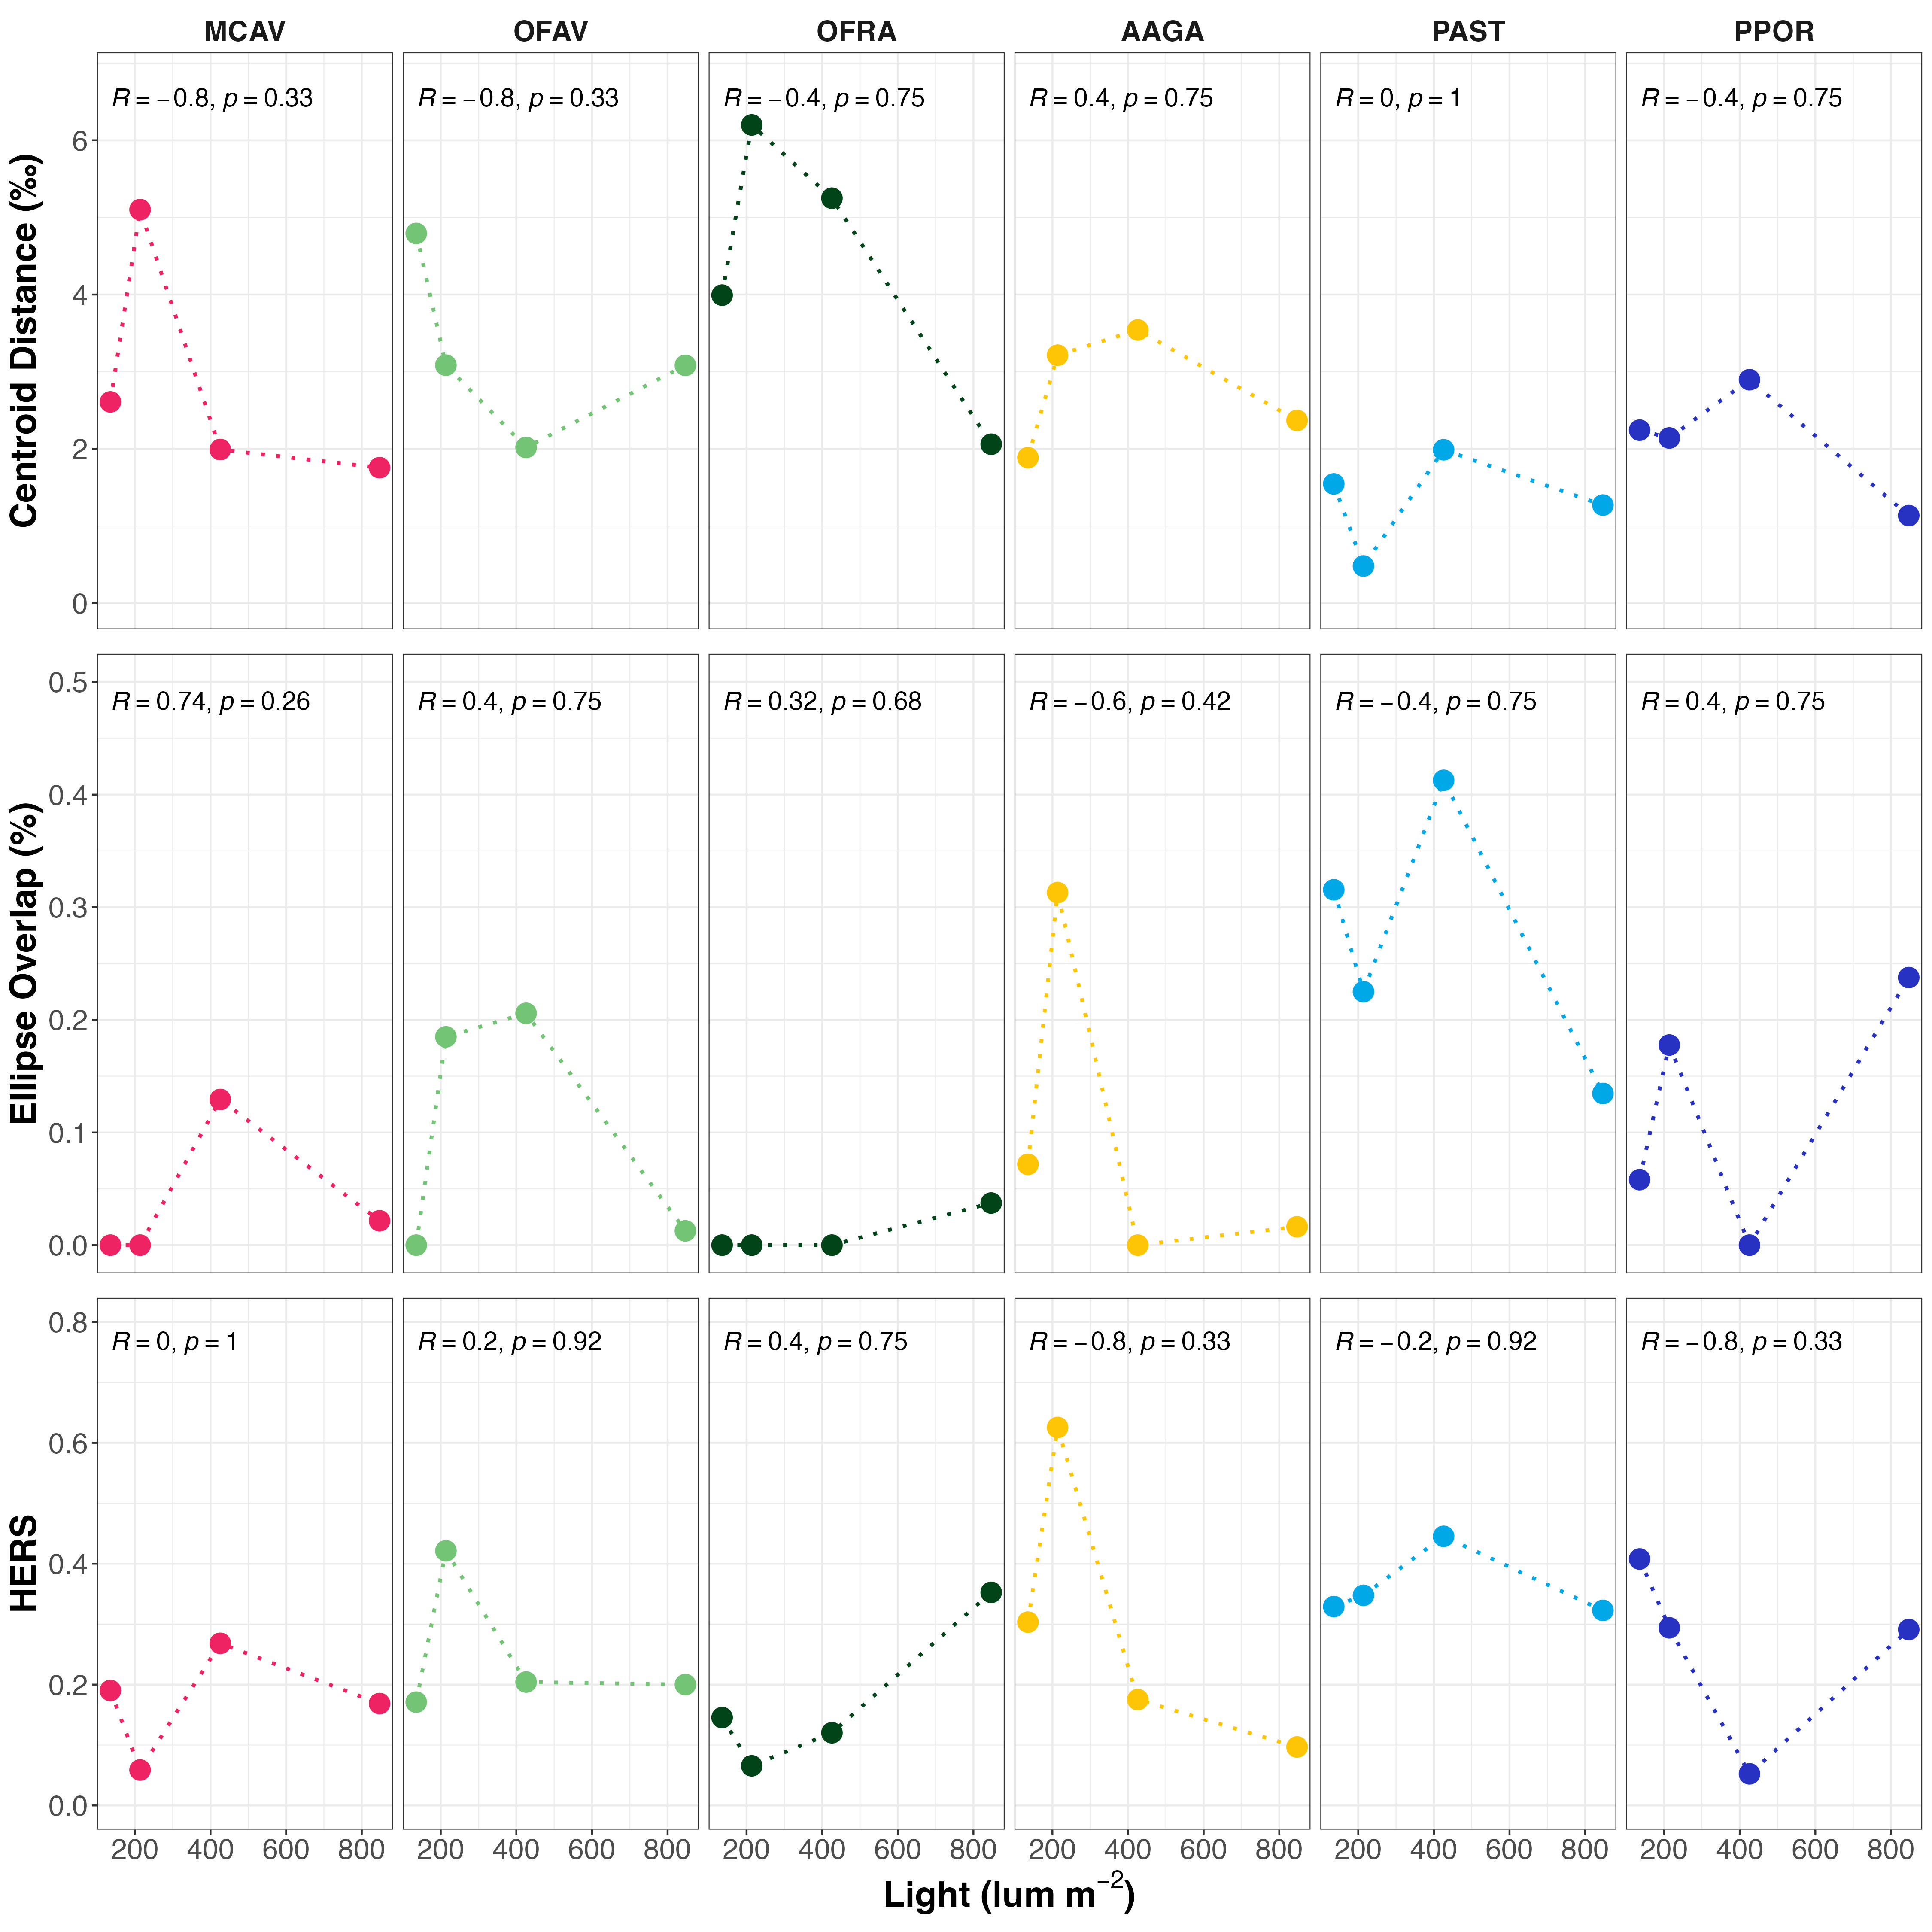 MCAV OFAV OFRA AAGA PAST PPOR
Centroid Distance (‰)
R = −0.8, p = 0.33
R = −0.8, p = 0.33
R = −0.4, p = 0.75
R = 0.4, p = 0.75
R = 0, p = 1
R = −0.4, p = 0.75
6
4
2
0
Ellipse Overlap (%)
R = 0.74, p = 0.26
R = 0.4, p = 0.75
R = 0.32, p = 0.68
R = −0.6, p = 0.42
R = −0.4, p = 0.75
R = 0.4, p = 0.75
0.5
0.4
0.3
0.2
0.1
0.0
HERS
R = 0, p = 1
R = 0.2, p = 0.92
R = 0.4, p = 0.75
R = −0.8, p = 0.33
R = −0.2, p = 0.92
R = −0.8, p = 0.33
0.8
0.6
0.4
0.2
0.0
200 400 600 800 200 400 600 800 200 400 600 800 200 400 600 800 200 400 600 800 200 400 600 800
Light (lum m⁻²)